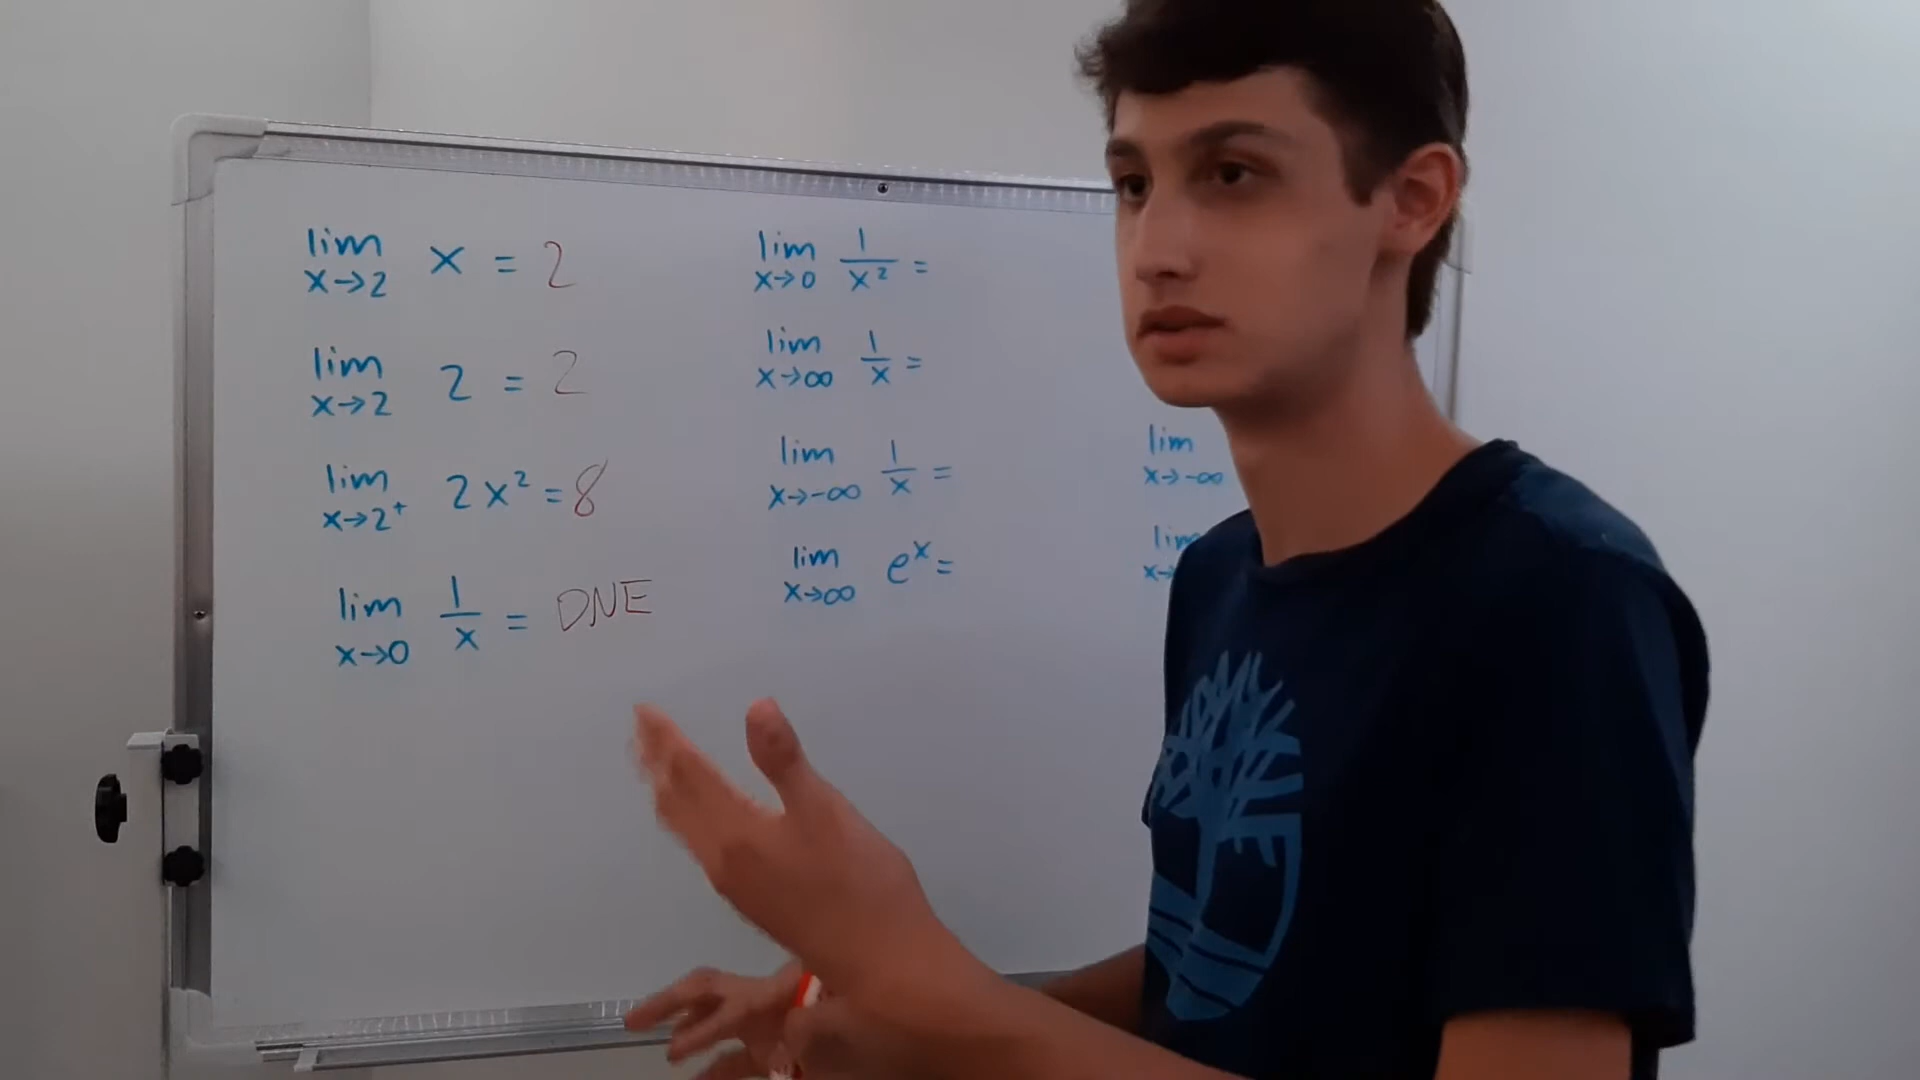 lim x→2 x = 2
lim x→2 2 = 2
lim x→2⁺ 2x² = 8
lim x→0 1/x = DNE
lim x→0 1/x² =
lim x→∞ 1/x =
lim x→-∞ 1/x =
lim x→∞ eˣ =
lim x→-∞
lim x→